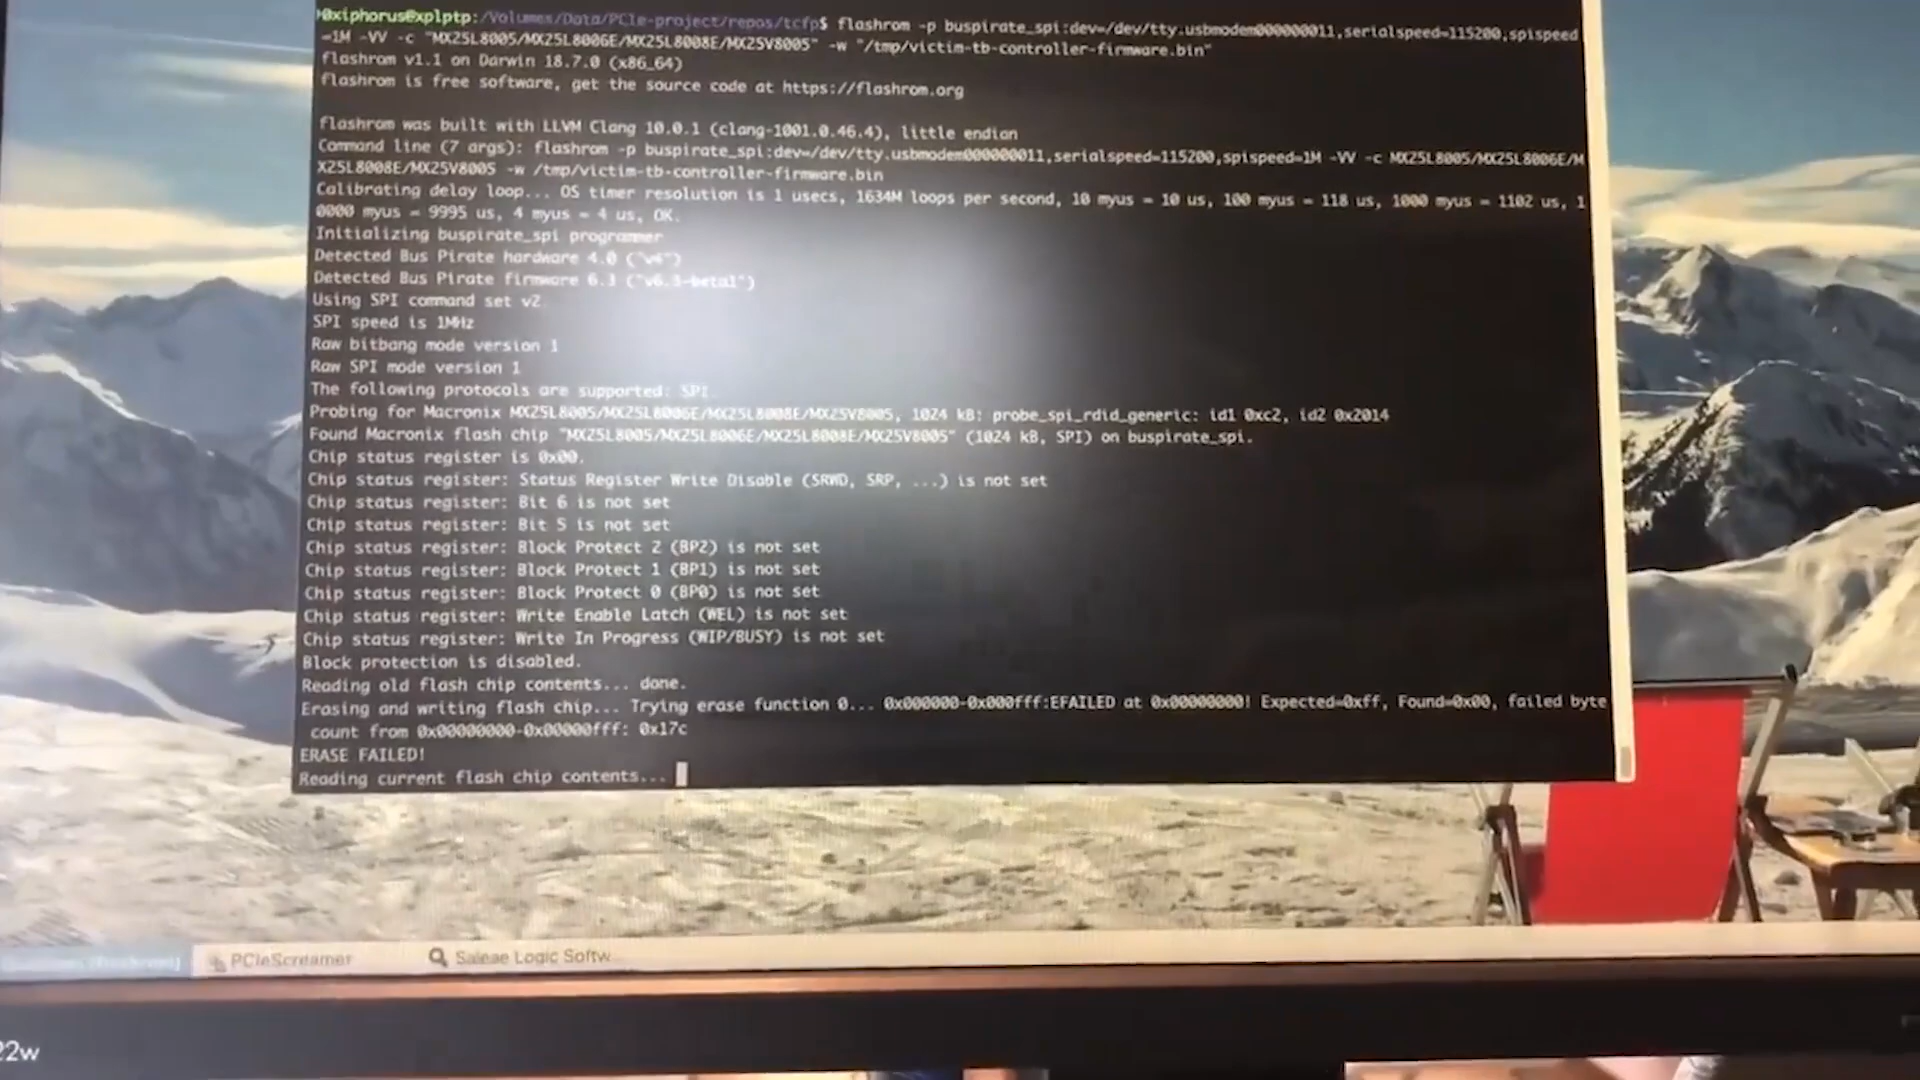 0xiphorus@xplptp:/Volumes/Data/PCIe-project/repos/tcfp$ flashrom -p buspirate_spi:dev=/dev/tty.usbmodem000000011,serialspeed=115200,spispeed
=1M -VV -c "MX25L8005/MX25L8006E/MX25L8008E/MX25V8005" -w "/tmp/victim-tb-controller-firmware.bin"
flashrom v1.1 on Darwin 18.7.0 (x86_64)
flashrom is free software, get the source code at https://flashrom.org
flashrom was built with LLVM Clang 10.0.1 (clang-1001.0.46.4), little endian
Command line (7 args): flashrom -p buspirate_spi:dev=/dev/tty.usbmodem000000011,serialspeed=115200,spispeed=1M -VV -c MX25L8005/MX25L8006E/M
X25L8008E/MX25V8005 -w /tmp/victim-tb-controller-firmware.bin
Calibrating delay loop... OS timer resolution is 1 usecs, 1634M loops per second, 10 myus = 10 us, 100 myus = 118 us, 1000 myus = 1102 us, 1
0000 myus = 9995 us, 4 myus = 4 us, OK.
Initializing buspirate_spi programmer
Detected Bus Pirate hardware 4.0 ("v4")
Detected Bus Pirate firmware 6.3 ("v6.3-beta1")
Using SPI command set v2.
SPI speed is 1MHz
Raw bitbang mode version 1
Raw SPI mode version 1
The following protocols are supported: SPI.
Probing for Macronix MX25L8005/MX25L8006E/MX25L8008E/MX25V8005, 1024 kB: probe_spi_rdid_generic: id1 0xc2, id2 0x2014
Found Macronix flash chip "MX25L8005/MX25L8006E/MX25L8008E/MX25V8005" (1024 kB, SPI) on buspirate_spi.
Chip status register is 0x00.
Chip status register: Status Register Write Disable (SRWD, SRP, ...) is not set
Chip status register: Bit 6 is not set
Chip status register: Bit 5 is not set
Chip status register: Block Protect 2 (BP2) is not set
Chip status register: Block Protect 1 (BP1) is not set
Chip status register: Block Protect 0 (BP0) is not set
Chip status register: Write Enable Latch (WEL) is not set
Chip status register: Write In Progress (WIP/BUSY) is not set
Block protection is disabled.
Reading old flash chip contents... done.
Erasing and writing flash chip... Trying erase function 0... 0x000000-0x000fff:EFAILED at 0x00000000! Expected=0xff, Found=0x00, failed byte
count from 0x00000000-0x00000fff: 0x17c
ERASE FAILED!
Reading current flash chip contents...
PCIeScreamer
Saleae Logic Softw...
22w